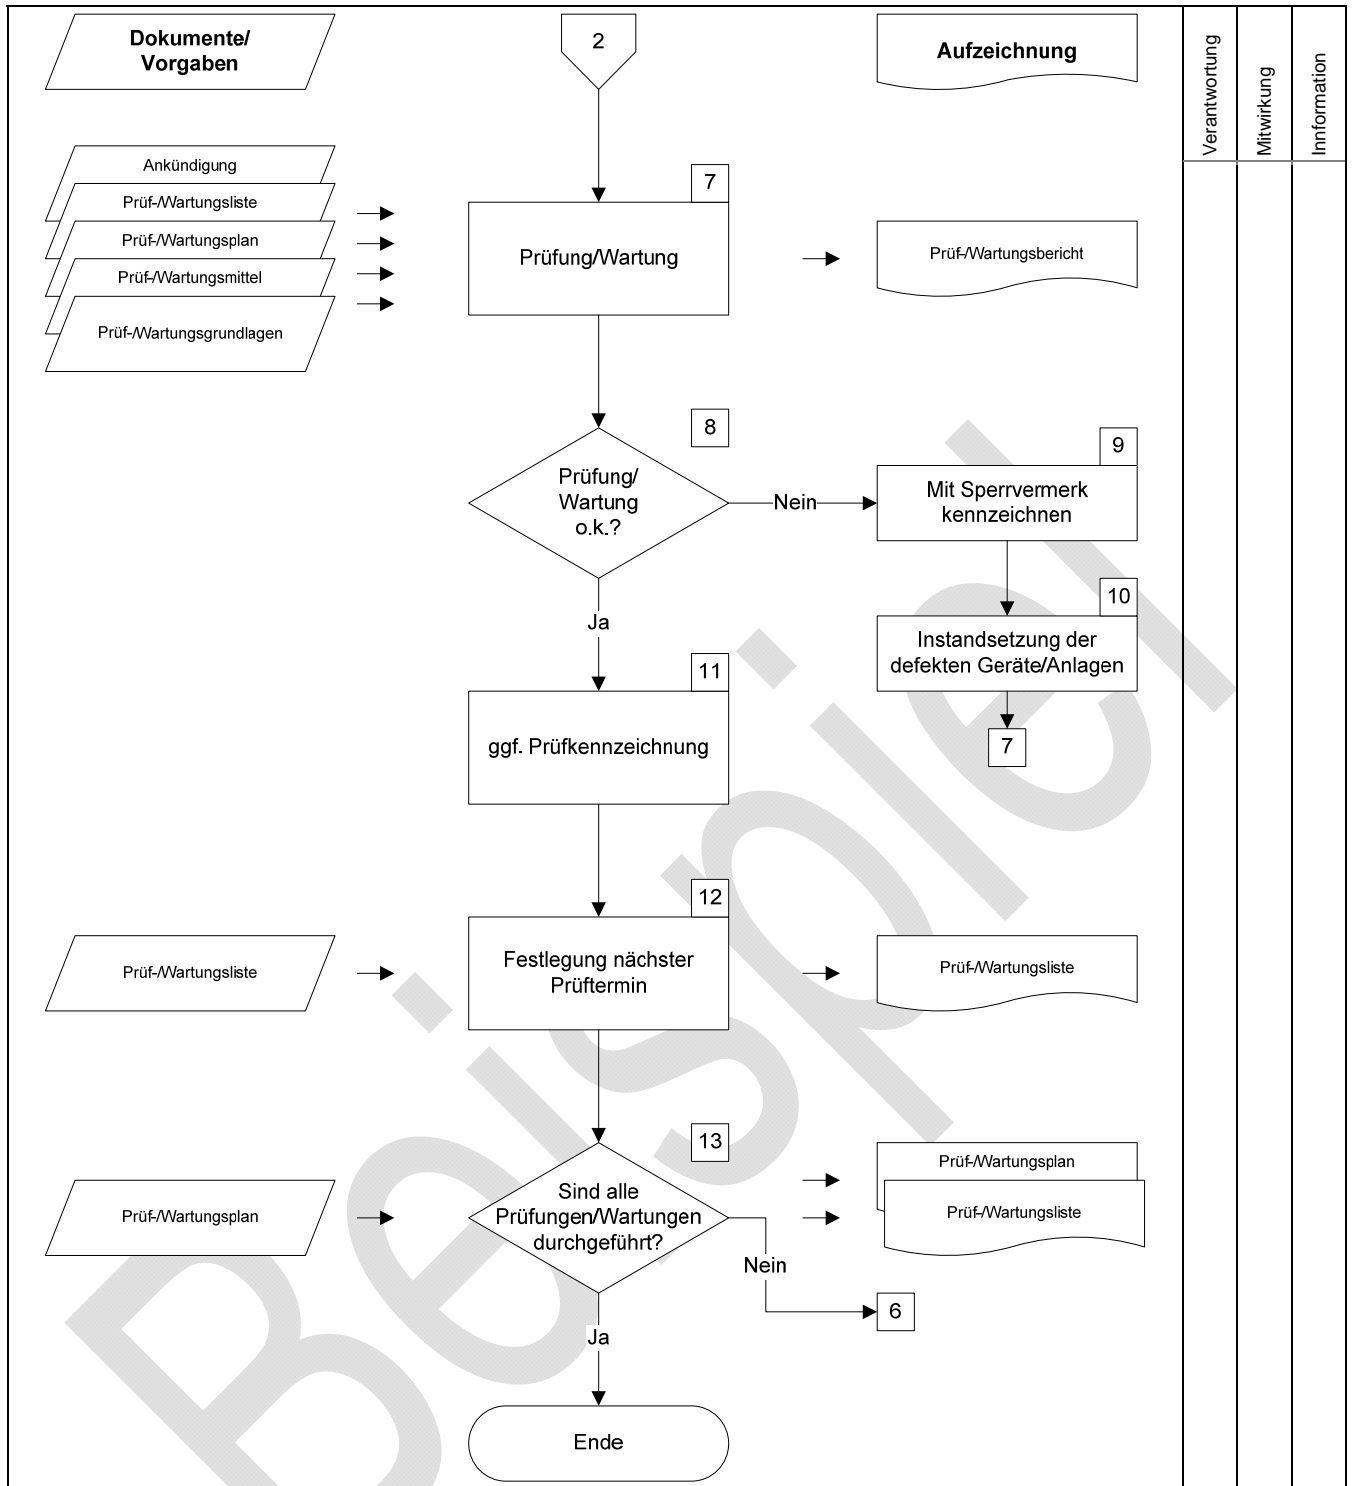 Dokumente/
Vorgaben
2
Aufzeichnung
Verantwortung
Mitwirkung
Innformation
Ankündigung
Prüf-/Wartungsliste
Prüf-/Wartungsplan
Prüf-/Wartungsmittel
Prüf-/Wartungsgrundlagen
7
Prüfung/Wartung
Prüf-/Wartungsbericht
8
Prüfung/
Wartung
o.k.?
Nein
9
Mit Sperrvermerk
kennzeichnen
10
Instandsetzung der
defekten Geräte/Anlagen
7
Ja
11
ggf. Prüfkennzeichnung
12
Prüf-/Wartungsliste
Festlegung nächster
Prüftermin
Prüf-/Wartungsliste
13
Prüf-/Wartungsplan
Sind alle
Prüfungen/Wartungen
durchgeführt?
Prüf-/Wartungsplan
Prüf-/Wartungsliste
Nein
6
Ja
Ende
Beispiel